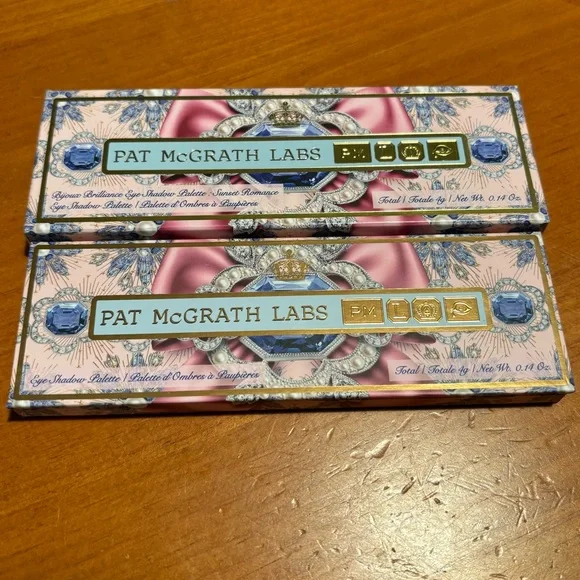 PAT McGRATH LABS PM L
Bijoux Brilliance Eye Shadow Palette : Sunset Romance
Eye Shadow Palette | Palette d'Ombres à Paupières
Total | Totale 4g | Net Wt. 0.14 Oz.
PAT McGRATH LABS PM L
Eye Shadow Palette | Palette d'Ombres à Paupières
Total | Totale 4g | Net Wt. 0.14 Oz.